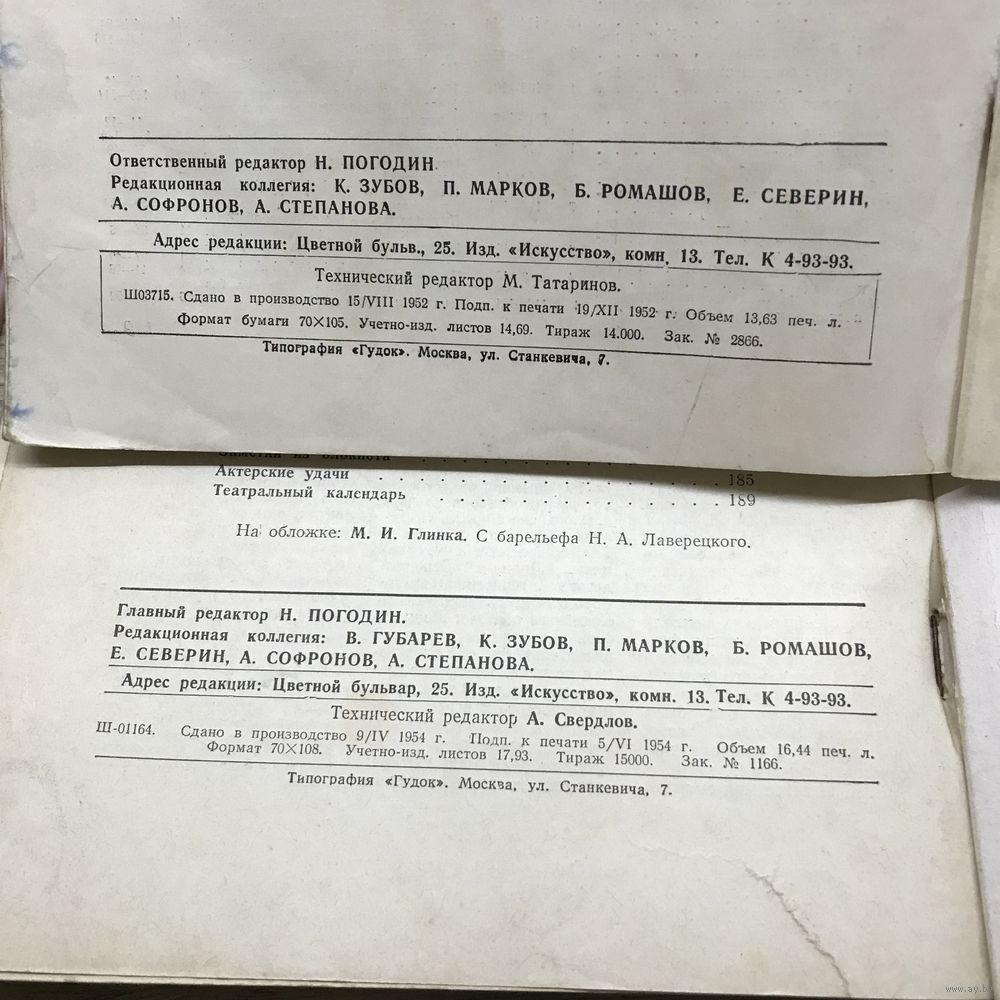 Ответственный редактор Н. ПОГОДИН.
Редакционная коллегия: К. ЗУБОВ, П. МАРКОВ, Б. РОМАШОВ, Е. СЕВЕРИН,
А. СОФРОНОВ, А. СТЕПАНОВА.
Адрес редакции: Цветной бульв., 25. Изд. «Искусство», комн. 13. Тел. К 4-93-93.
Технический редактор М. Татаринов.
Ш03715. Сдано в производство 15/VIII 1952 г. Подп. к печати 19/XII 1952 г. Объем 13,63 печ. л.
Формат бумаги 70×105. Учетно-изд. листов 14,69. Тираж 14.000. Зак. № 2866.
Типография «Гудок». Москва, ул. Станкевича, 7.
Заметки из блокнота
Актерские удачи . . . . . . . . . . . . . . . 185
Театральный календарь . . . . . . . . . . . . . 189
На обложке: М. И. Глинка. С барельефа Н. А. Лаверецкого.
Главный редактор Н. ПОГОДИН.
Редакционная коллегия: В. ГУБАРЕВ, К. ЗУБОВ, П. МАРКОВ, Б. РОМАШОВ,
Е. СЕВЕРИН, А. СОФРОНОВ, А. СТЕПАНОВА.
Адрес редакции: Цветной бульвар, 25. Изд. «Искусство», комн. 13. Тел. К 4-93-93.
Технический редактор А. Свердлов.
Ш-01164. Сдано в производство 9/IV 1954 г. Подп. к печати 5/VI 1954 г. Объем 16,44 печ. л.
Формат 70×108. Учетно-изд. листов 17,93. Тираж 15000. Зак. № 1166.
Типография «Гудок». Москва, ул. Станкевича, 7.